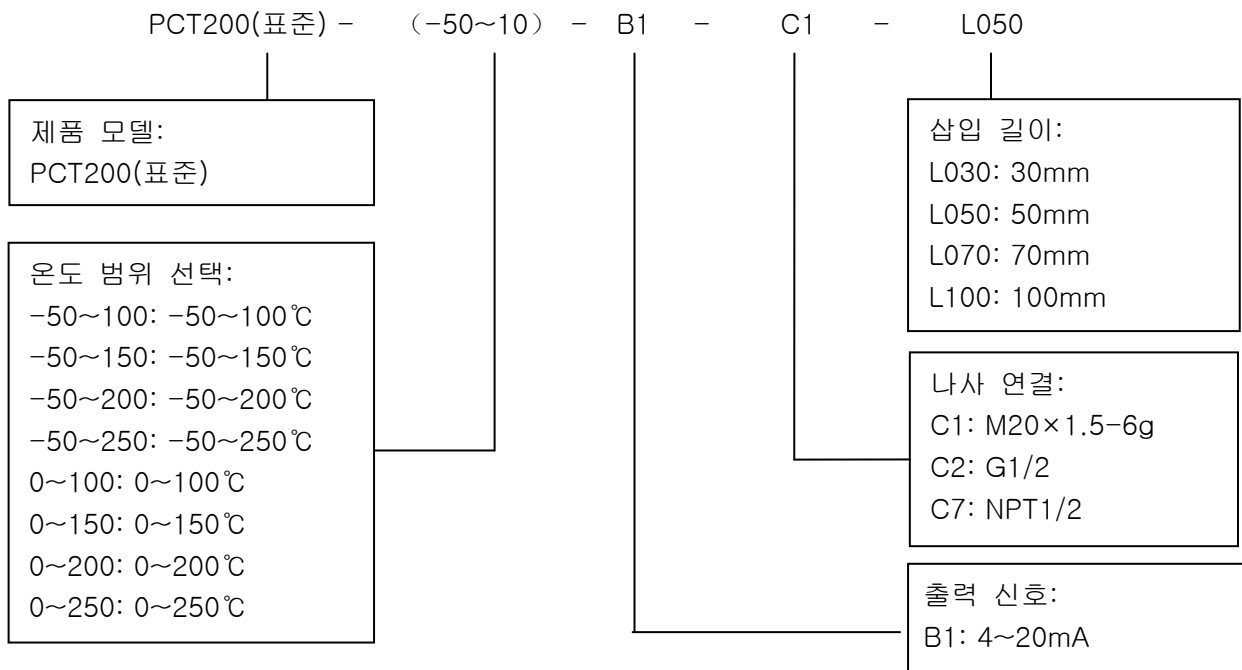 PCT200(표준) - （-50~10） - B1 - C1 - L050
제품 모델:
PCT200(표준)
온도 범위 선택:
-50~100: -50~100℃
-50~150: -50~150℃
-50~200: -50~200℃
-50~250: -50~250℃
0~100: 0~100℃
0~150: 0~150℃
0~200: 0~200℃
0~250: 0~250℃
삽입 길이:
L030: 30mm
L050: 50mm
L070: 70mm
L100: 100mm
나사 연결:
C1: M20×1.5-6g
C2: G1/2
C7: NPT1/2
출력 신호:
B1: 4~20mA